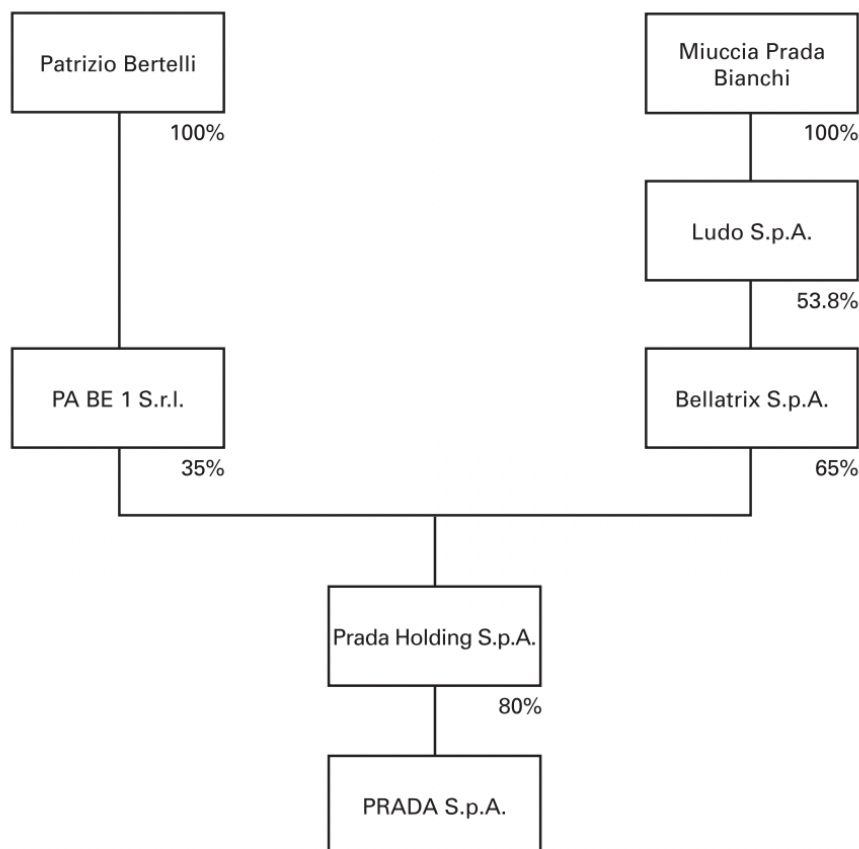 Patrizio Bertelli
Miuccia Prada
Bianchi
100%
100%
Ludo S.p.A.
53.8%
PA BE 1 S.r.l.
Bellatrix S.p.A.
35%
65%
Prada Holding S.p.A.
80%
PRADA S.p.A.